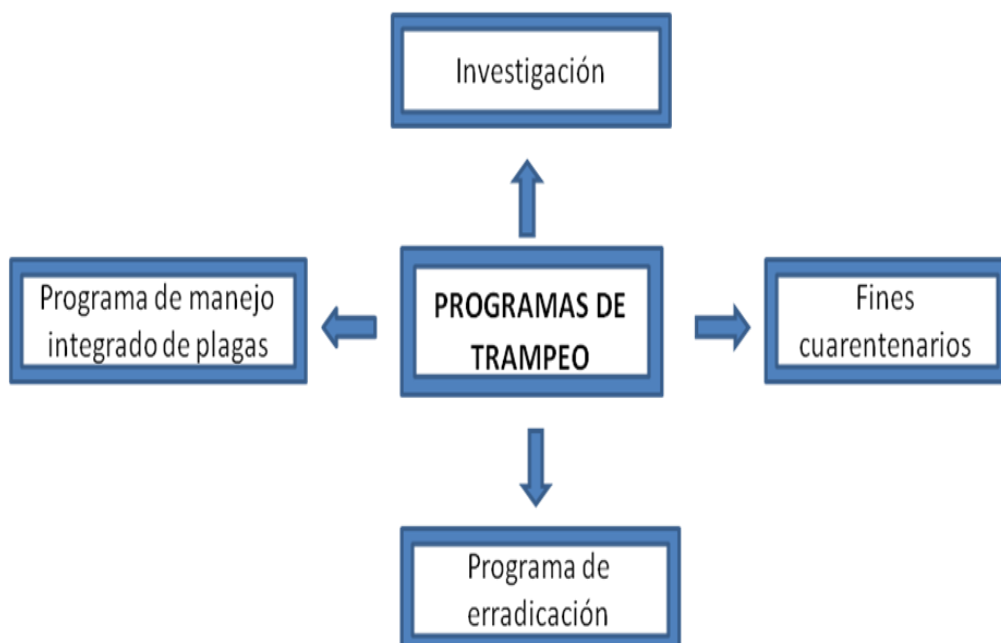 Investigación
Programa de manejo
integrado de plagas
PROGRAMAS DE
TRAMPEO
Fines
cuarentenarios
Programa de
erradicación